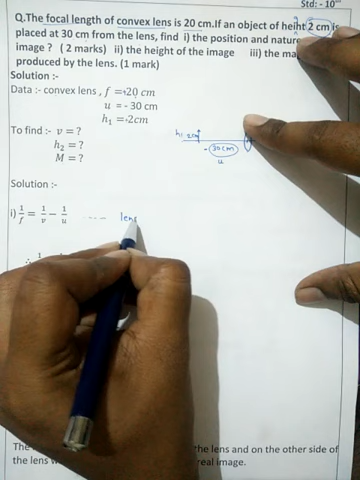 Std:- 10
Q.The focal length of convex lens is 20 cm.If an object of heiht 2 cm is
placed at 30 cm from the lens, find i) the position and nature
image ? ( 2 marks) ii) the height of the image iii) the
produced by the lens. (1 mark)
Solution :-
Data :- convex lens , f = +20 cm
u = - 30 cm
h₁ = +2cm
h₁ 2cm
- 30 cm
u
To find :- v = ?
h₂ = ?
M = ?
Solution :-
i) 1/f = 1/v - 1/u ---- lens
∴ 1
the lens and on the other side of
the lens real image.